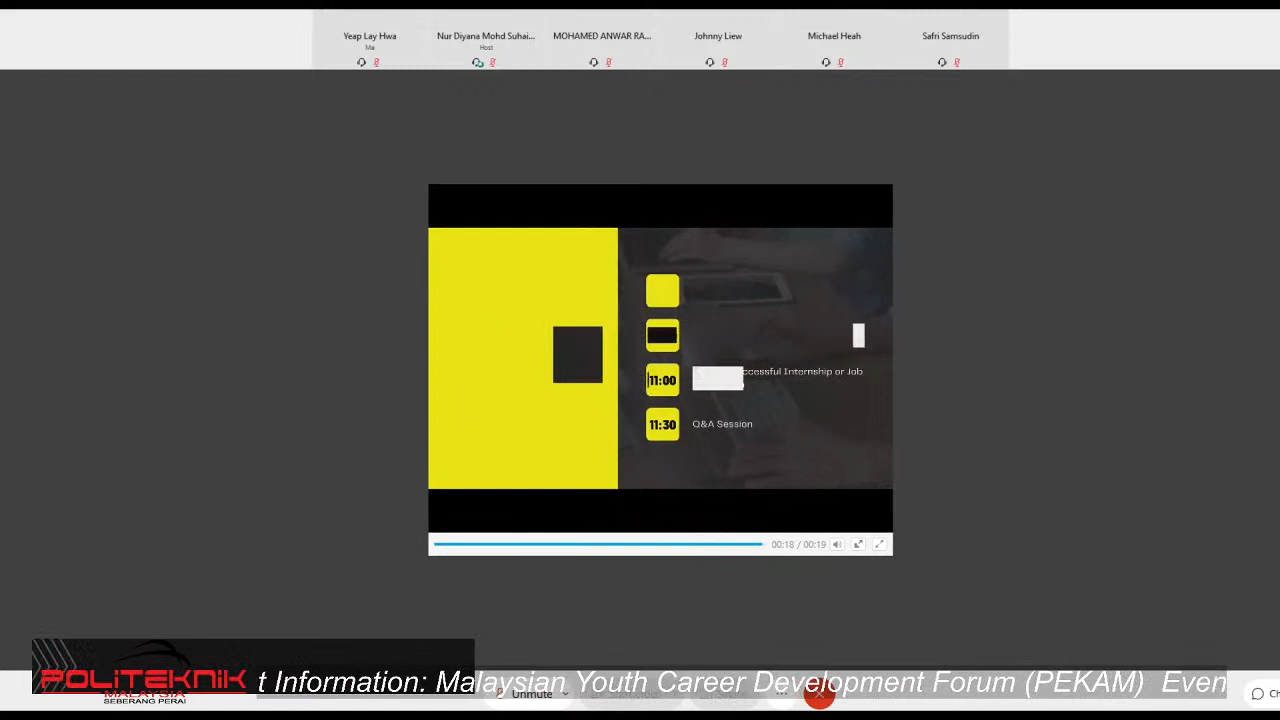 Yeap Lay Hwa
Me
Nur Diyana Mohd Suhai...
Host
MOHAMED ANWAR RA...
Johnny Liew
Michael Heah
Safri Samsudin
11:00
ccessful Internship or Job
11:30
Q&A Session
00:18 / 00:19
POLITEKNIK
MALAYSIA
SEBERANG PERAI
t Information: Malaysian Youth Career Development Forum (PEKAM) Even
Unmute
Ch